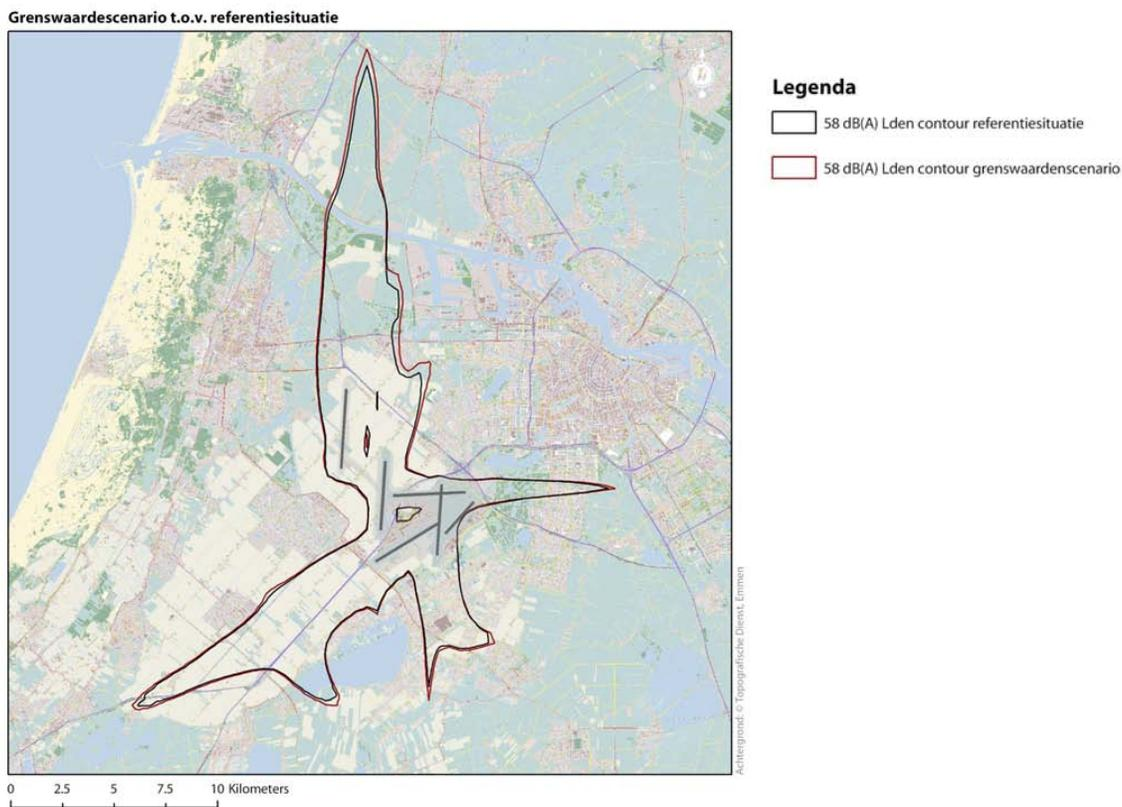 Grenswaardescenario t.o.v. referentiesituatie
Legenda
58 dB(A) Lden contour referentiesituatie
58 dB(A) Lden contour grenswaardenscenario
Achtergrond: © Topografische Dienst, Emmen
0 2.5 5 7.5 10 Kilometers